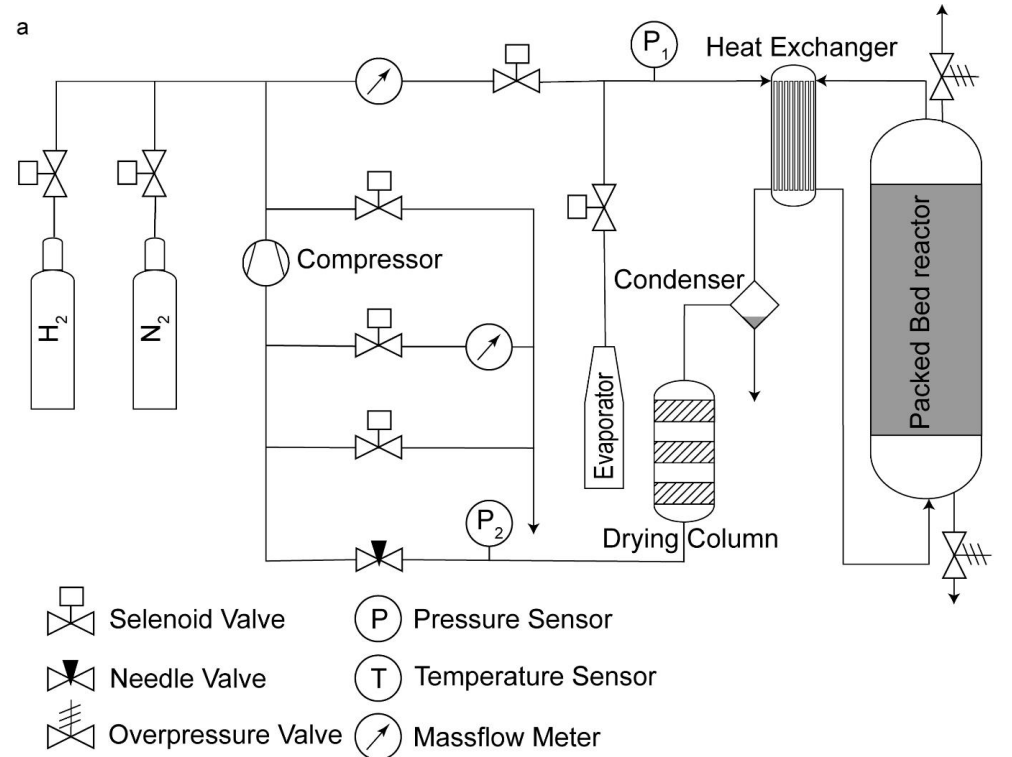 a
P1
Heat Exchanger
H2
N2
Compressor
Condenser
Packed Bed reactor
Evaporator
P2
Drying Column
Selenoid Valve
P Pressure Sensor
Needle Valve
T Temperature Sensor
Overpressure Valve
Massflow Meter